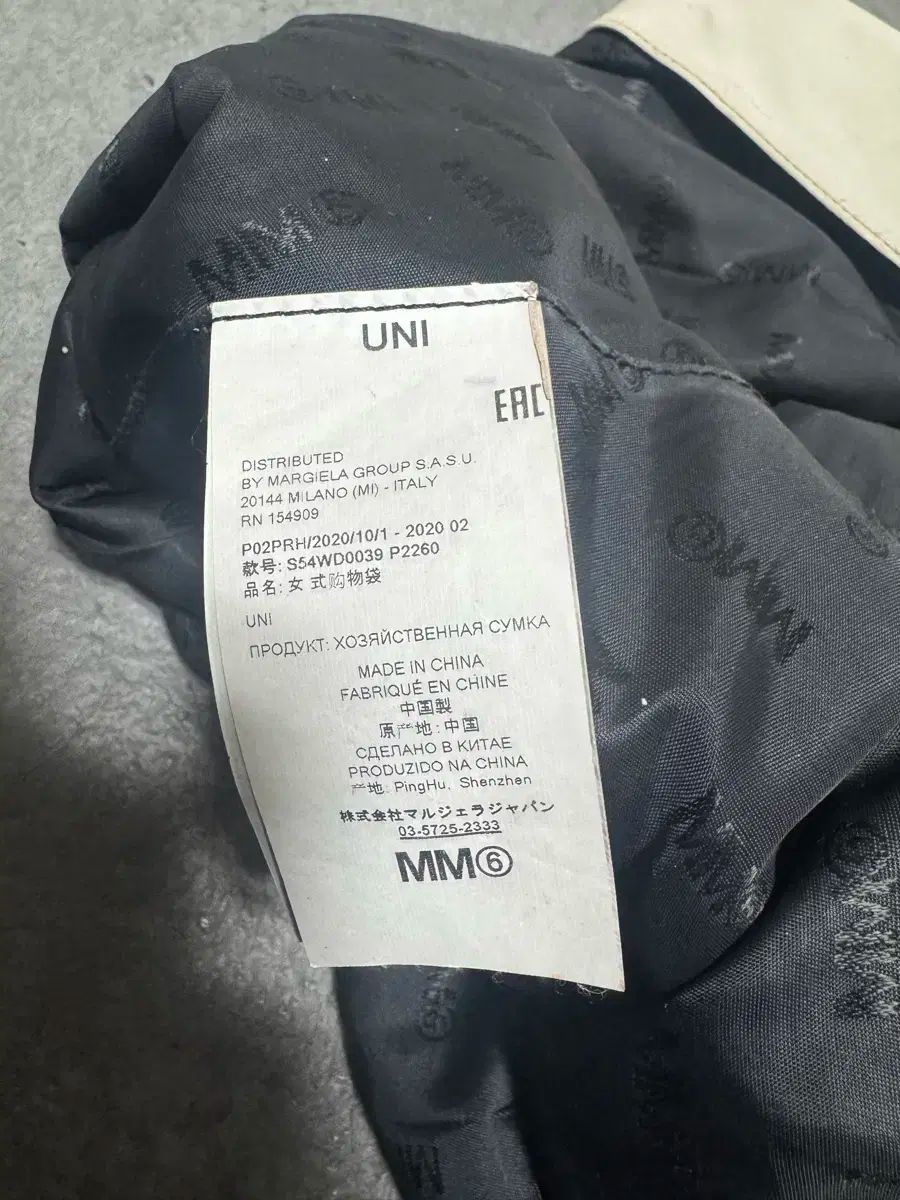 UNI
EAC
DISTRIBUTED
BY MARGIELA GROUP S.A.S.U.
20144 MILANO (MI) - ITALY
RN 154909
P02PRH/2020/10/1 - 2020 02
款号: S54WD0039 P2260
品名: 女式购物袋
UNI
ПРОДУКТ: ХОЗЯЙСТВЕННАЯ СУМКА
MADE IN CHINA
FABRIQUÉ EN CHINE
中国製
原产地: 中国
СДЕЛАНО В КИТАЕ
PRODUZIDO NA CHINA
产地: PingHu, Shenzhen
株式会社マルジェラジャパン
03-5725-2333
MM⑥
MM⑥